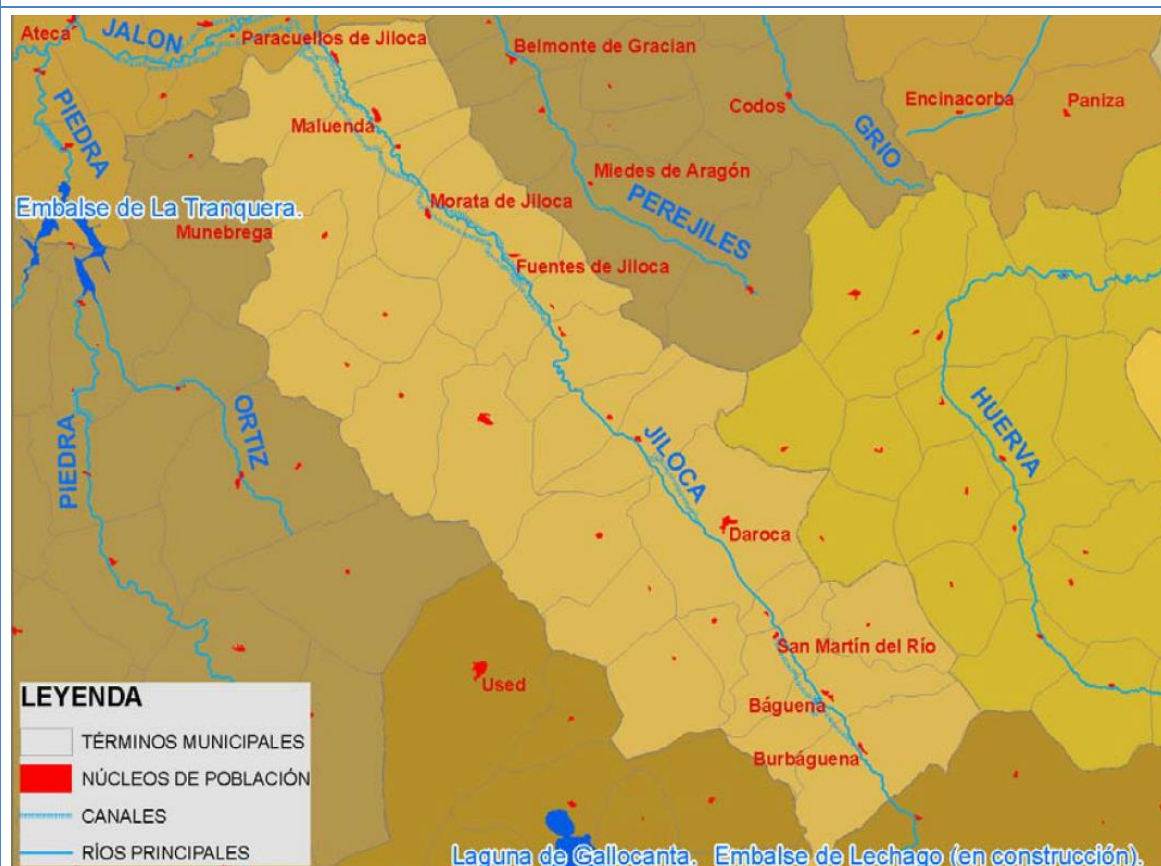 Ateca
JALON
Paracuellos de Jiloca
Belmonte de Gracian
PIEDRA
Maluenda
Codos
Encinacorba
Paniza
GRIO
Miedes de Aragón
Embalse de La Tranquera.
Morata de Jiloca
PEREJILES
Munebrega
Fuentes de Jiloca
ORTIZ
PIEDRA
JILOCA
HUERVA
Daroca
San Martín del Río
Used
Báguena
Burbáguena
LEYENDA
TÉRMINOS MUNICIPALES
NÚCLEOS DE POBLACIÓN
CANALES
RÍOS PRINCIPALES
Laguna de Gallocanta. Embalse de Lechago (en construcción).